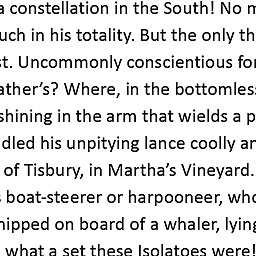 a constellation in the South! No m
uch in his totality. But the only th
st. Uncommonly conscientious for
ather’s? Where, in the bottomless
shining in the arm that wields a p
dled his unpitying lance coolly an
of Tisbury, in Martha’s Vineyard.
boat-steerer or harpooneer, who
hipped on board of a whaler, lying
what a set these Isolatoes were!